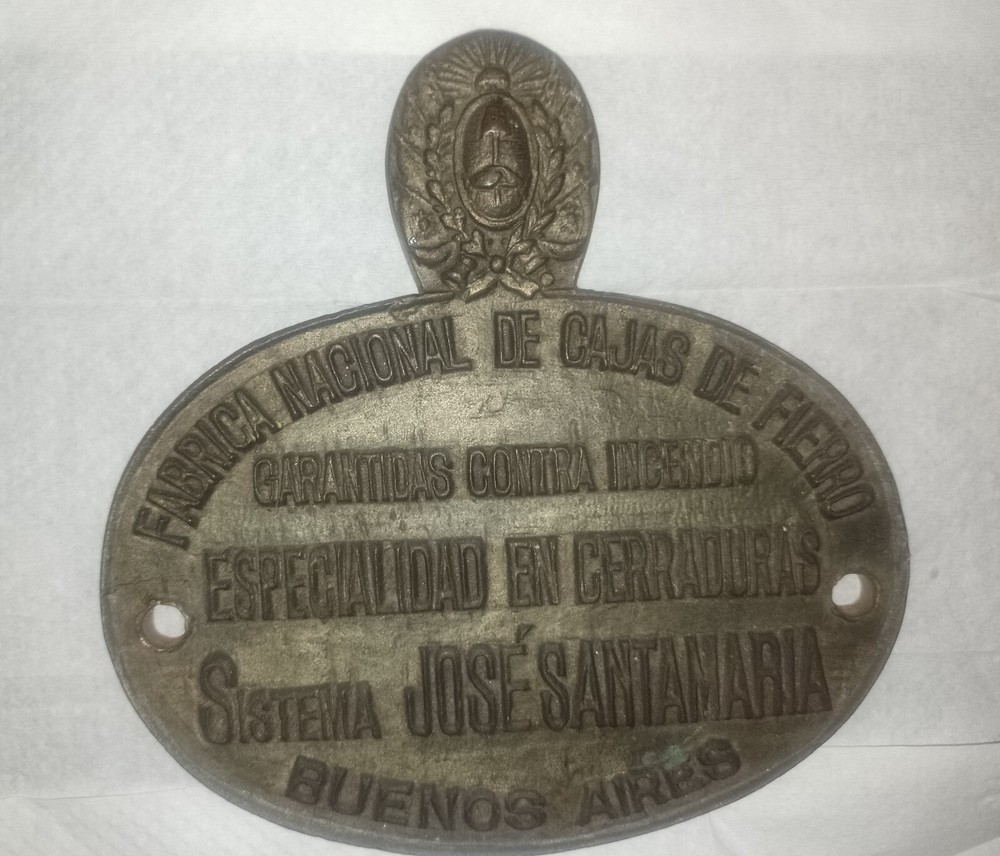 FABRICA NACIONAL DE CAJAS DE FIERRO
GARANTIDAS CONTRA INCENDIO
ESPECIALIDAD EN CERRADURAS
SISTEMA JOSÉ SANTAMARIA
BUENOS AIRES